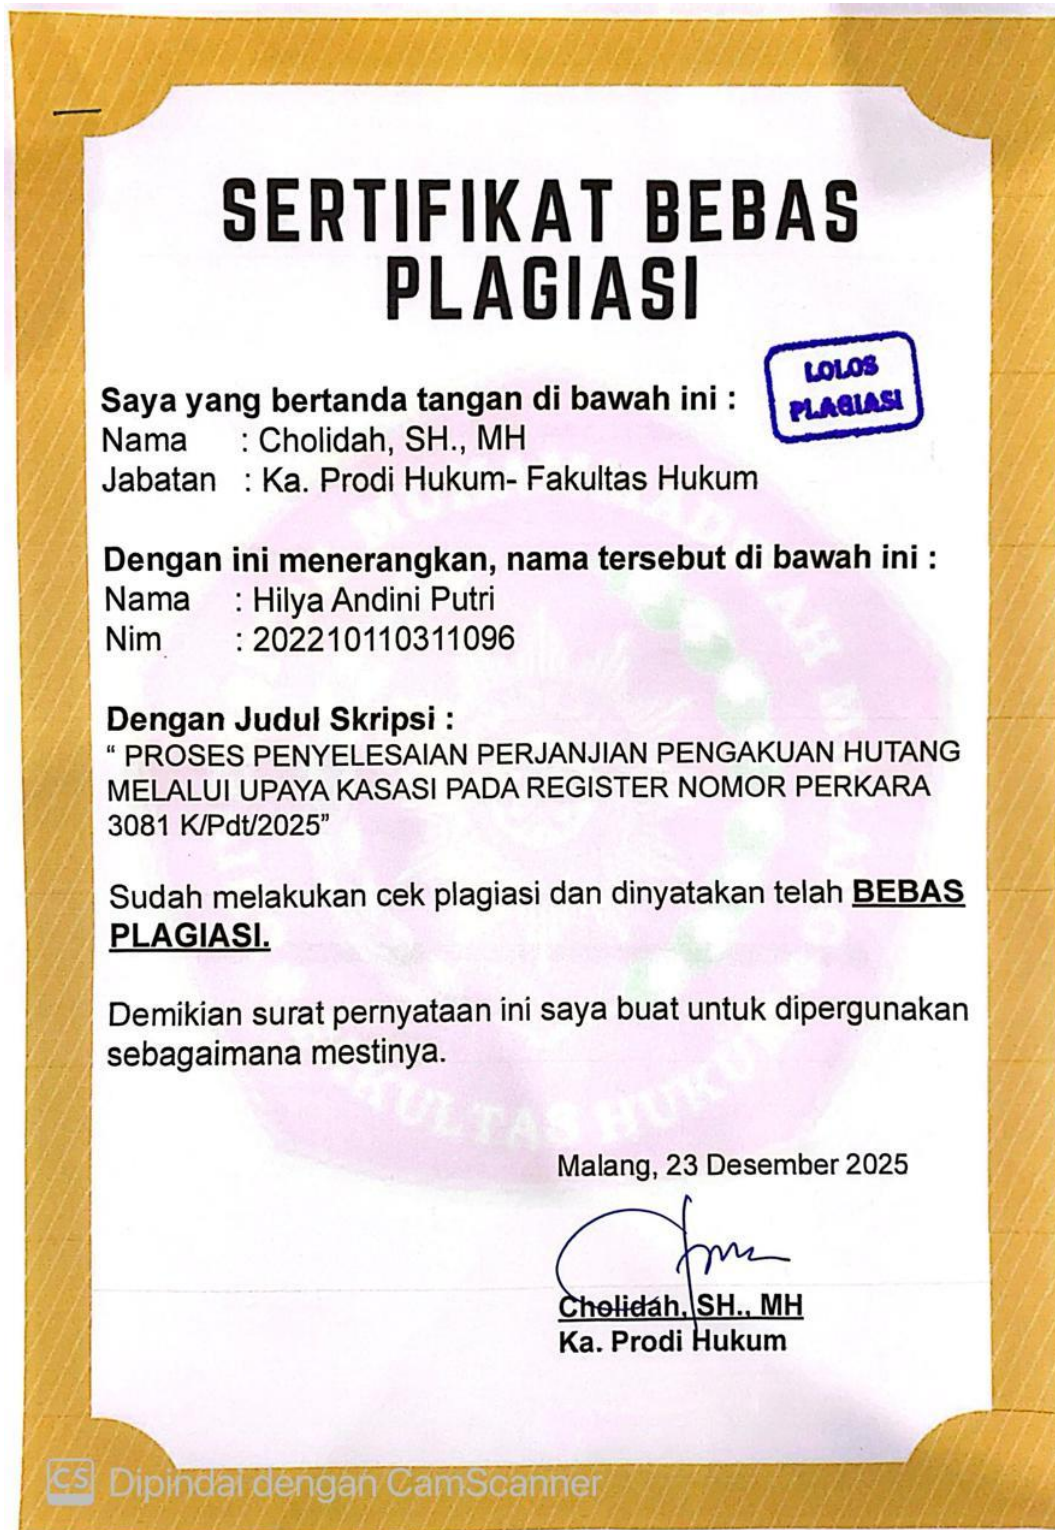 SERTIFIKAT BEBAS
PLAGIASI
LOLOS
PLAGIASI
Saya yang bertanda tangan di bawah ini :
Nama : Cholidah, SH., MH
Jabatan : Ka. Prodi Hukum- Fakultas Hukum
Dengan ini menerangkan, nama tersebut di bawah ini :
Nama : Hilya Andini Putri
Nim : 202210110311096
Dengan Judul Skripsi :
“ PROSES PENYELESAIAN PERJANJIAN PENGAKUAN HUTANG
MELALUI UPAYA KASASI PADA REGISTER NOMOR PERKARA
3081 K/Pdt/2025”
Sudah melakukan cek plagiasi dan dinyatakan telah BEBAS
PLAGIASI.
Demikian surat pernyataan ini saya buat untuk dipergunakan
sebagaimana mestinya.
FAKULTAS HUKUM
Malang, 23 Desember 2025
Cholidah, SH., MH
Ka. Prodi Hukum
CS Dipindai dengan CamScanner